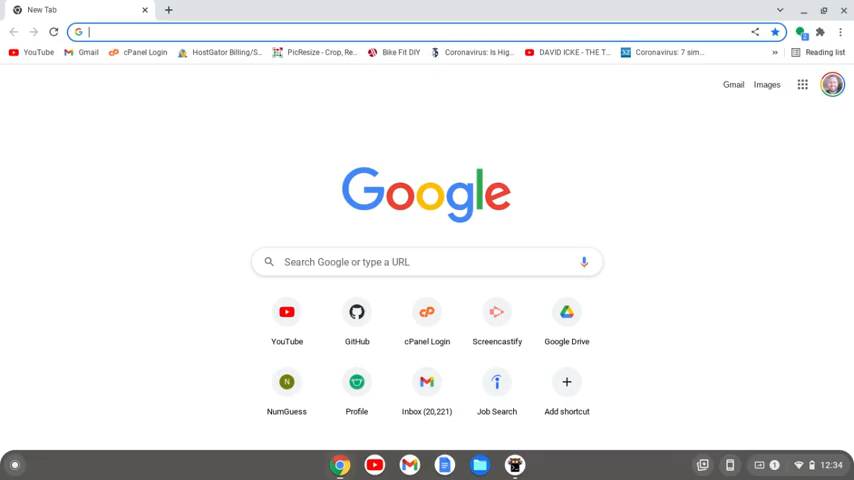 New Tab
YouTube
Gmail
cPanel Login
HostGator Billing/S...
PicResize - Crop, Re...
Bike Fit DIY
Coronavirus: Is Hig...
DAVID ICKE - THE T...
Coronavirus: 7 sim...
»
Reading list
Gmail
Images
Google
Search Google or type a URL
YouTube
GitHub
cPanel Login
Screencastify
Google Drive
N
NumGuess
Profile
Inbox (20,221)
Job Search
Add shortcut
1
12:34